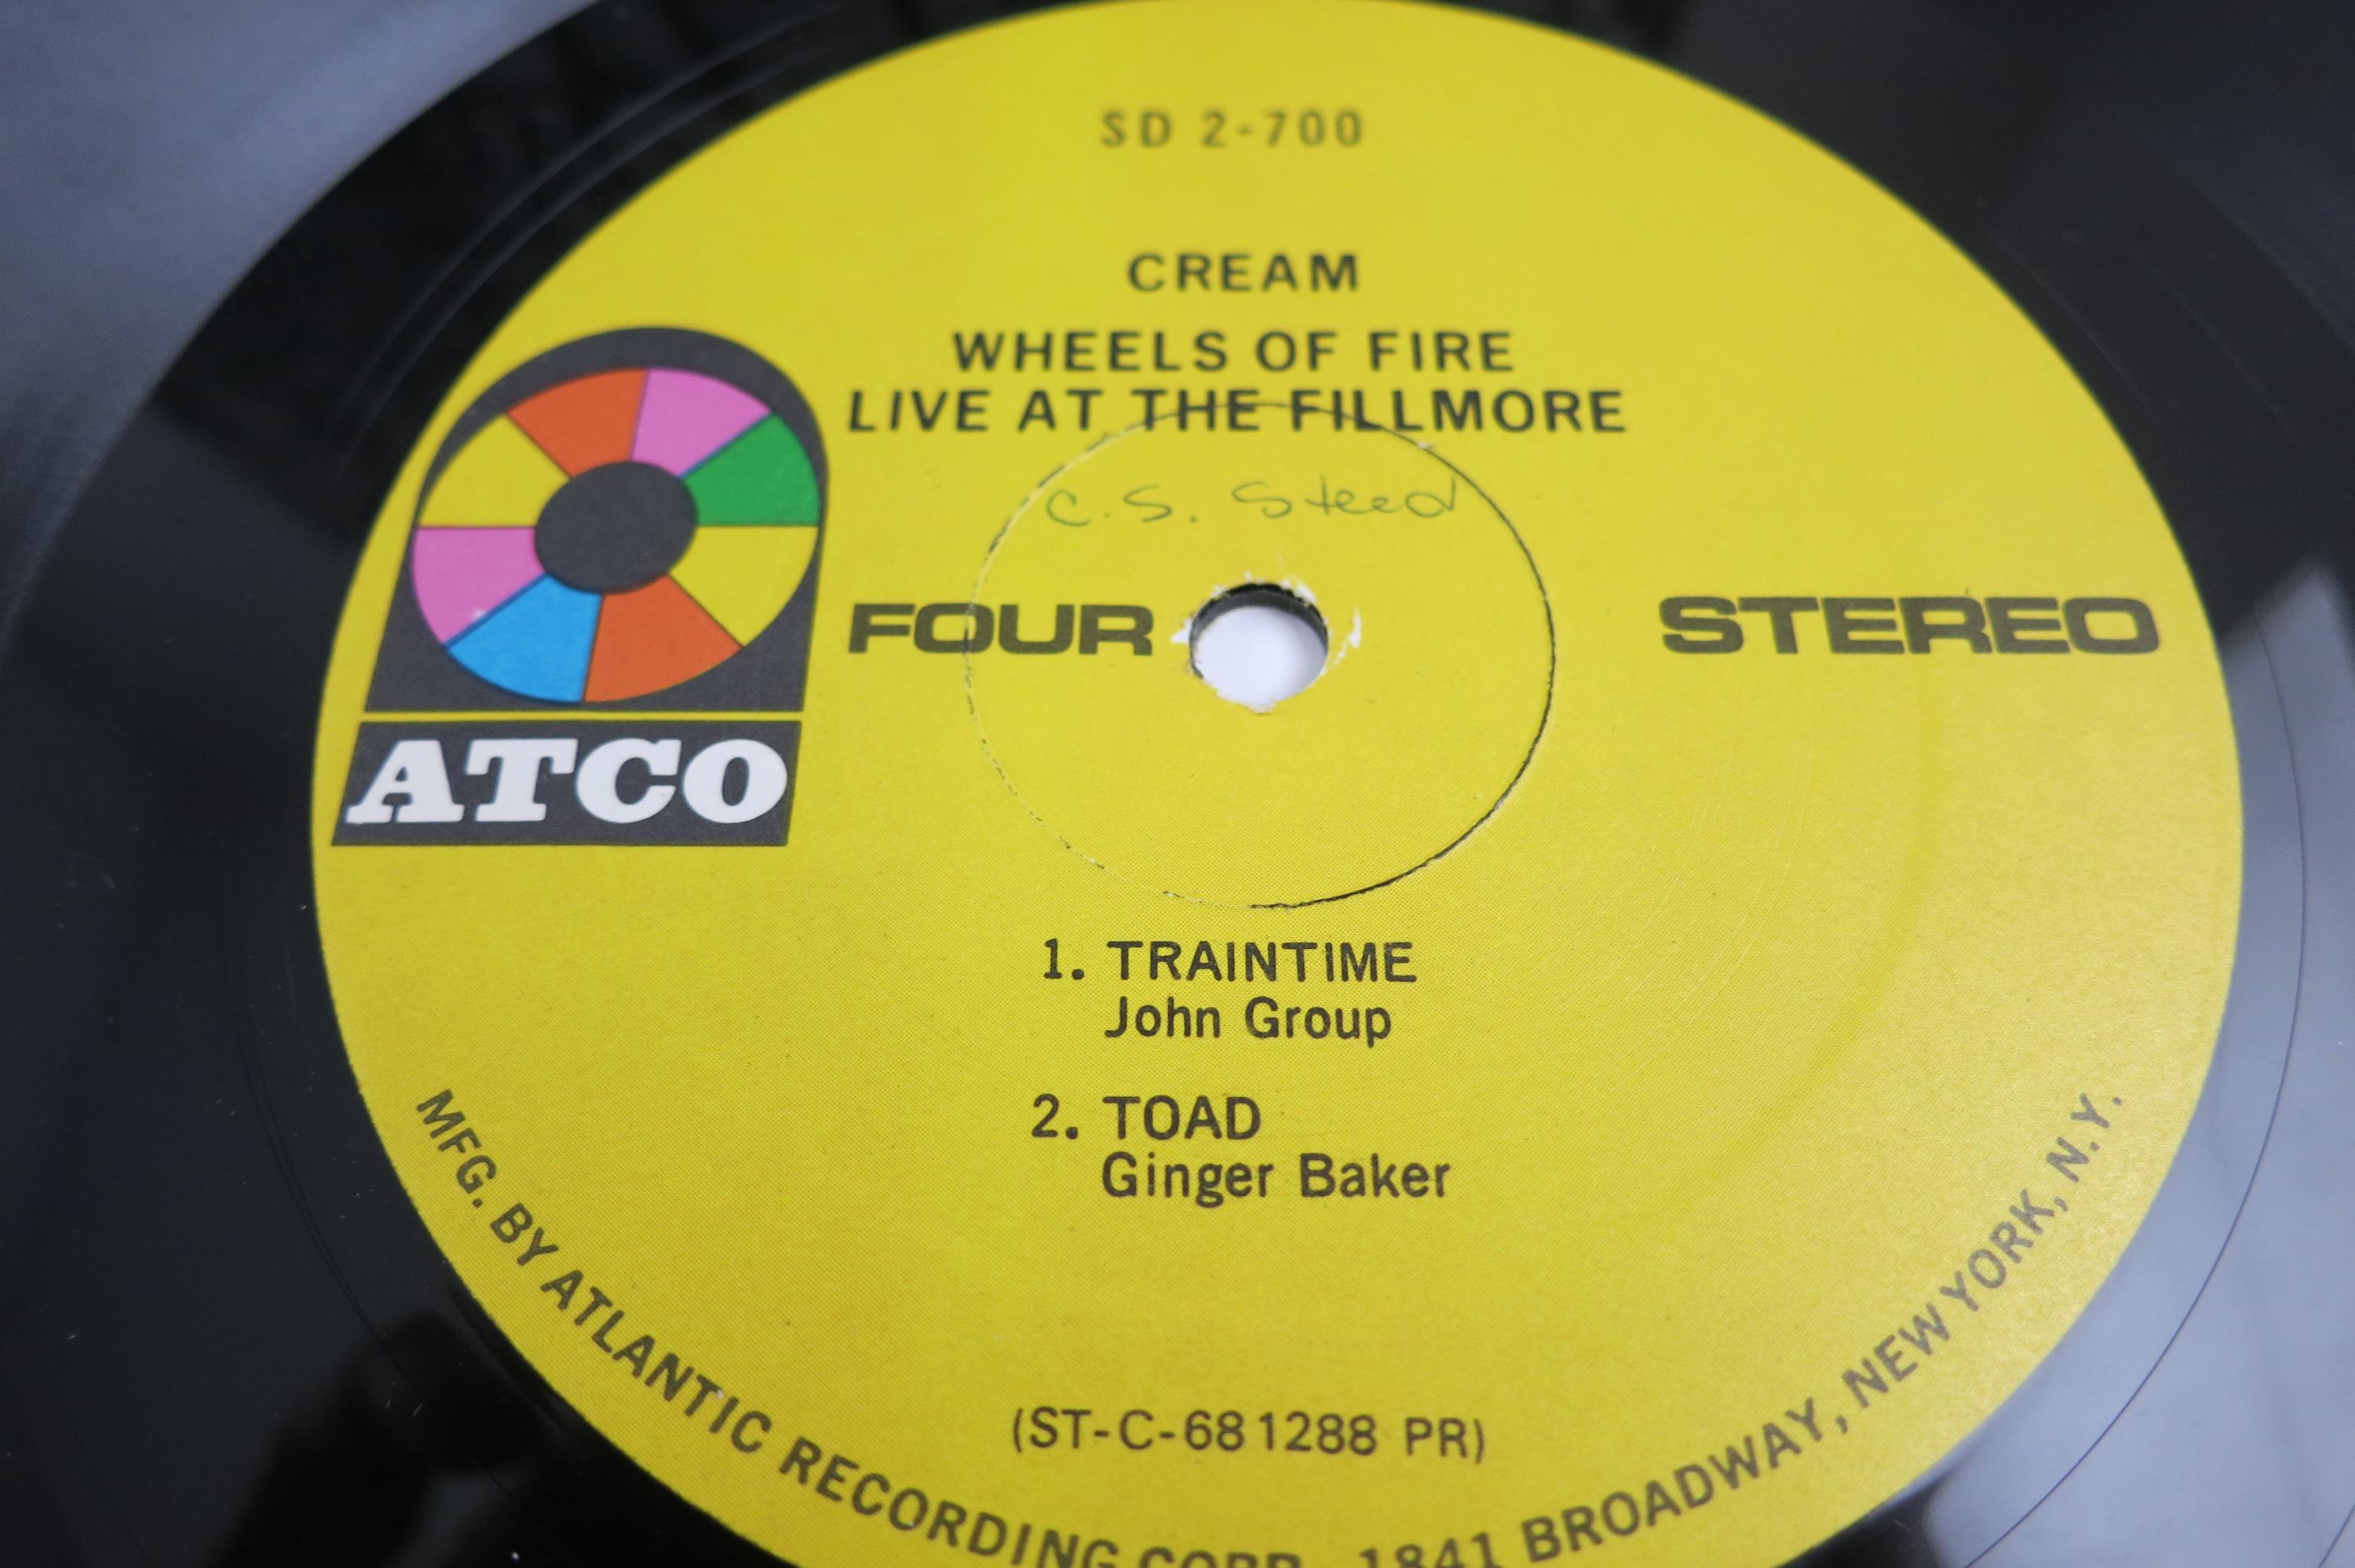 SD 2-700
CREAM
WHEELS OF FIRE
LIVE AT THE FILLMORE
C.S. Steed
FOUR
STEREO
ATCO
1. TRAINTIME
John Group
2. TOAD
Ginger Baker
(ST-C-681288 PR)
MFG. BY ATLANTIC RECORDING CORP., 1841 BROADWAY, NEW YORK, N.Y.